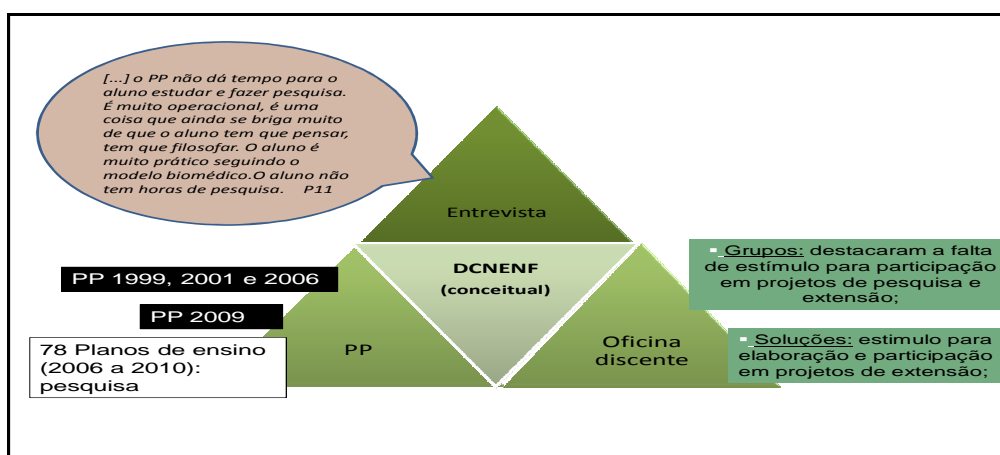 [...] o PP não dá tempo para o
aluno estudar e fazer pesquisa.
É muito operacional, é uma
coisa que ainda se briga muito
de que o aluno tem que pensar,
tem que filosofar. O aluno é
muito prático seguindo o
modelo biomédico.O aluno não
tem horas de pesquisa. P11
Entrevista
DCNENF
(conceitual)
PP 1999, 2001 e 2006
PP 2009
78 Planos de ensino
(2006 a 2010):
pesquisa
PP
Oficina
discente
▪ Grupos: destacaram a falta
de estímulo para participação
em projetos de pesquisa e
extensão;
▪ Soluções: estimulo para
elaboração e participação
em projetos de extensão;